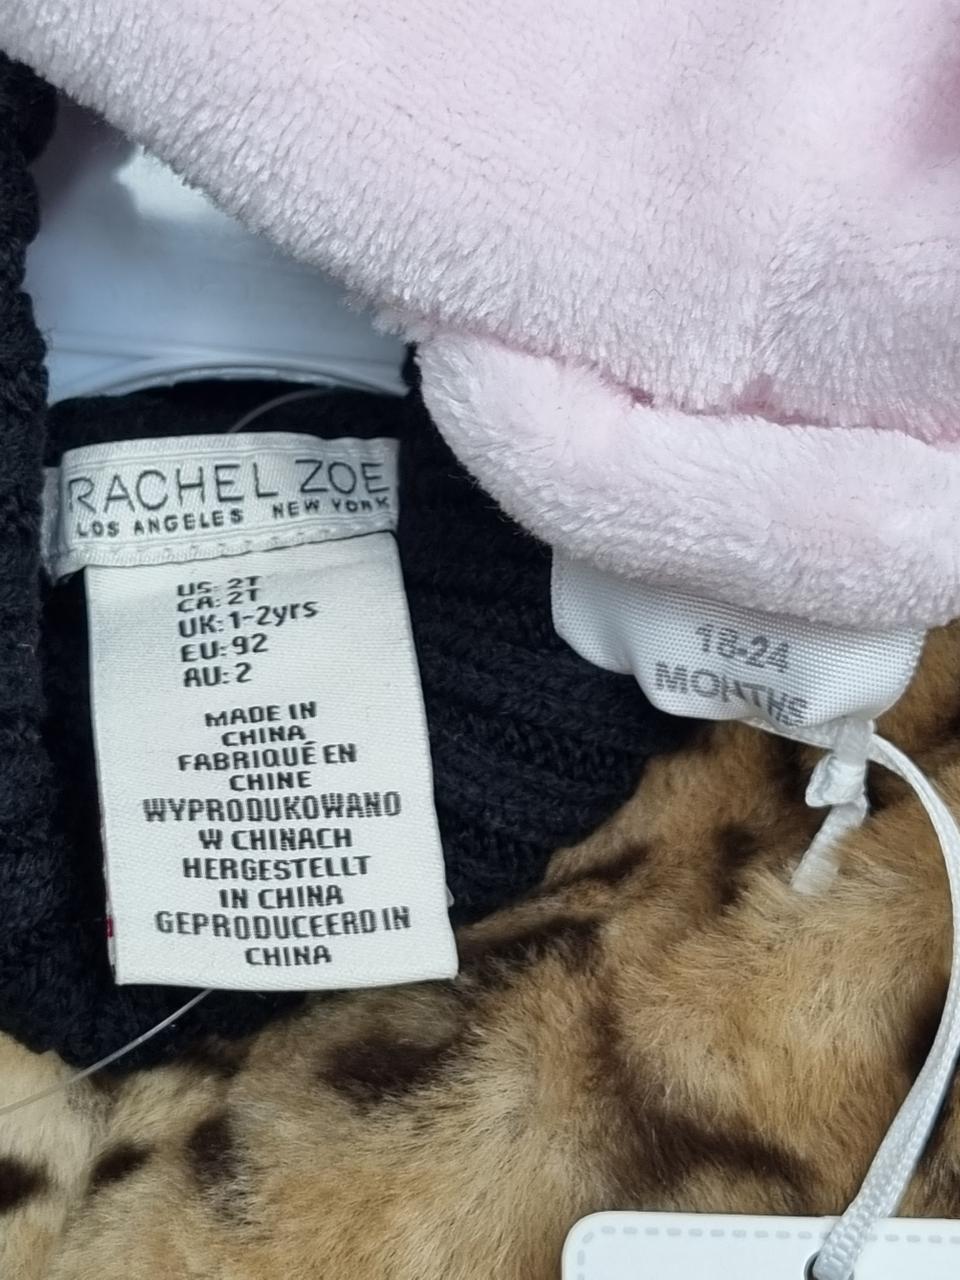 RACHEL ZOE
LOS ANGELES NEW YORK
US: 2T
CA: 2T
UK: 1-2yrs
EU: 92
AU: 2
MADE IN
CHINA
FABRIQUÉ EN
CHINE
WYPRODUKOWANO
W CHINACH
HERGESTELLT
IN CHINA
GEPRODUCEERD IN
CHINA
18-24
MONTHS